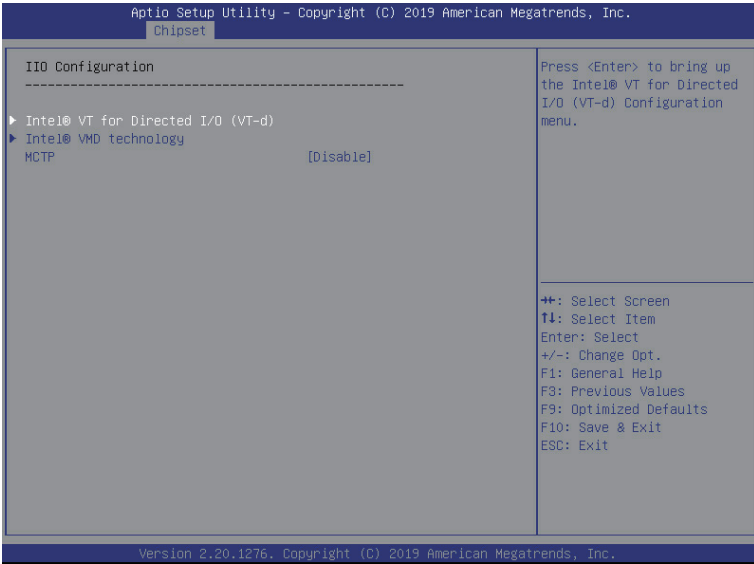 Aptio Setup Utility – Copyright (C) 2019 American Megatrends, Inc.
Chipset
IIO Configuration
--------------------------------------------------
Intel® VT for Directed I/O (VT-d)
Intel® VMD technology
MCTP [Disable]
Press <Enter> to bring up
the Intel® VT for Directed
I/O (VT-d) Configuration
menu.
→←: Select Screen
↑↓: Select Item
Enter: Select
+/-: Change Opt.
F1: General Help
F3: Previous Values
F9: Optimized Defaults
F10: Save & Exit
ESC: Exit
Version 2.20.1276. Copyright (C) 2019 American Megatrends, Inc.